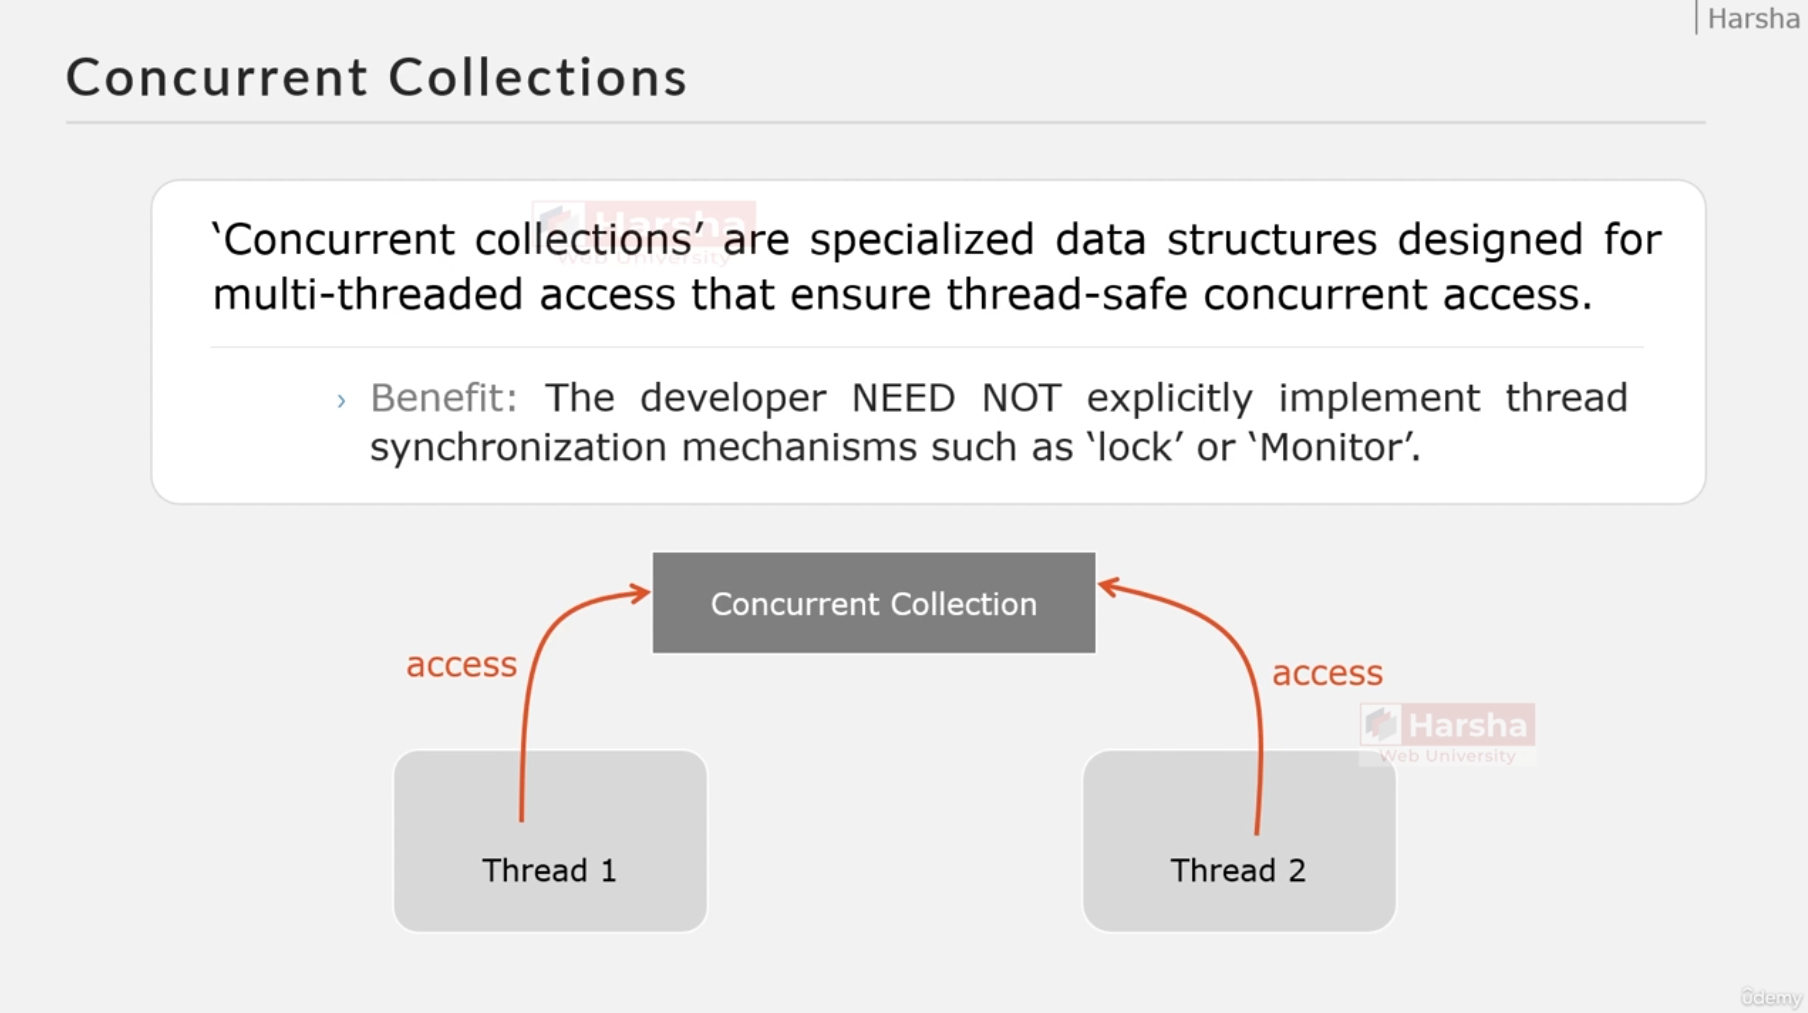 Harsha
Concurrent Collections
‘Concurrent collections’ are specialized data structures designed for
multi-threaded access that ensure thread-safe concurrent access.
Harsha
Web University
› Benefit: The developer NEED NOT explicitly implement thread
synchronization mechanisms such as ‘lock’ or ‘Monitor’.
Concurrent Collection
access
access
Harsha
Web University
Thread 1
Thread 2
ûdemy